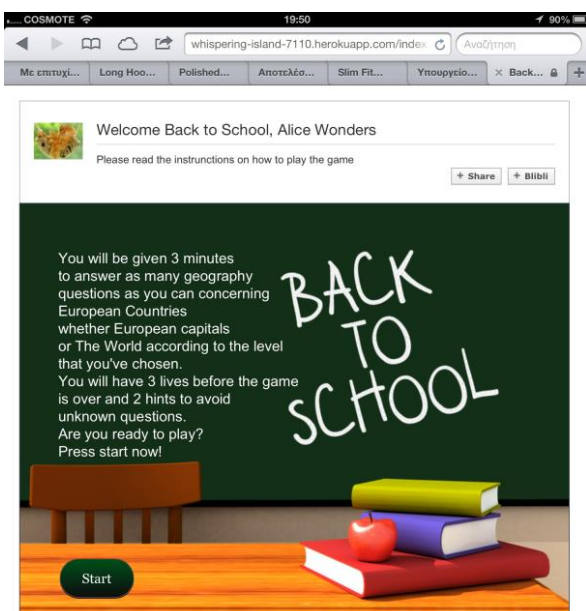 COSMOTE 19:50 90%
whispering-island-7110.herokuapp.com/index. Αναζήτηση
Με επιτυχί... Long Hoo... Polished... Αποτελέσ... Slim Fit... Υπουργείο... × Back... +
Welcome Back to School, Alice Wonders
Please read the instrunctions on how to play the game
+ Share + Blibli
You will be given 3 minutes
to answer as many geography
questions as you can concerning
European Countries
whether European capitals
or The World according to the level
that you've chosen.
You will have 3 lives before the game
is over and 2 hints to avoid
unknown questions.
Are you ready to play?
Press start now!
BACK
TO
SCHOOL
Start